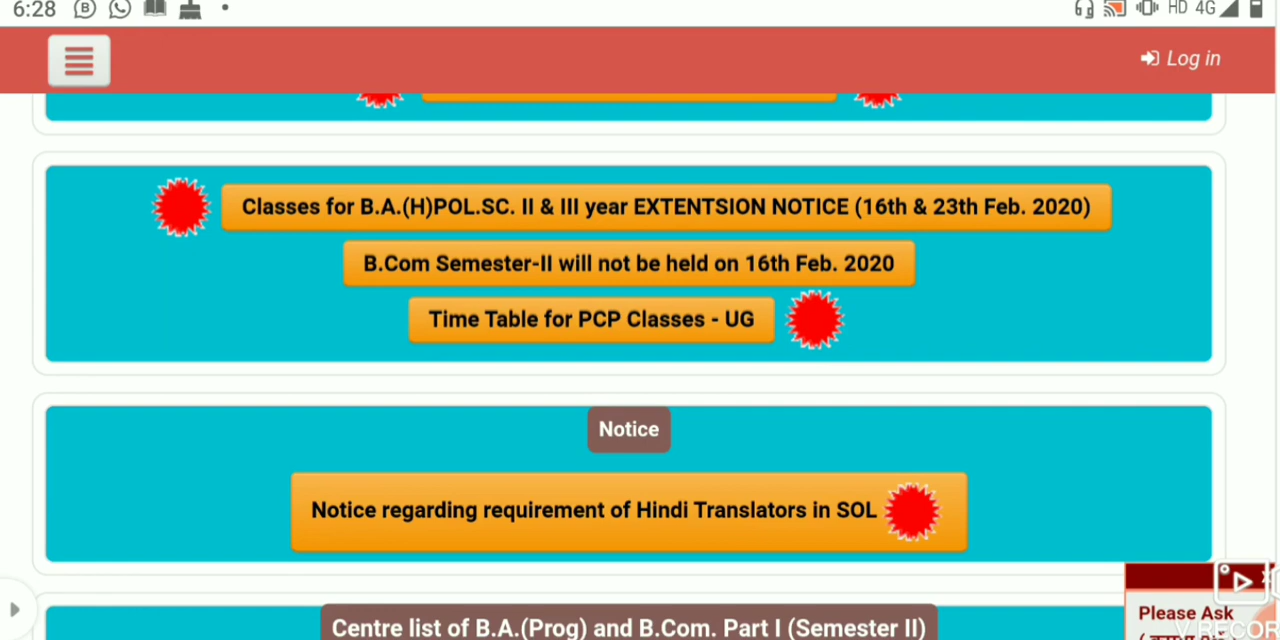 6:28
HD 4G
Log in
Classes for B.A.(H)POL.SC. II & III year EXTENTSION NOTICE (16th & 23th Feb. 2020)
B.Com Semester-II will not be held on 16th Feb. 2020
Time Table for PCP Classes - UG
Notice
Notice regarding requirement of Hindi Translators in SOL
Centre list of B.A.(Prog) and B.Com. Part I (Semester II)
Please Ask